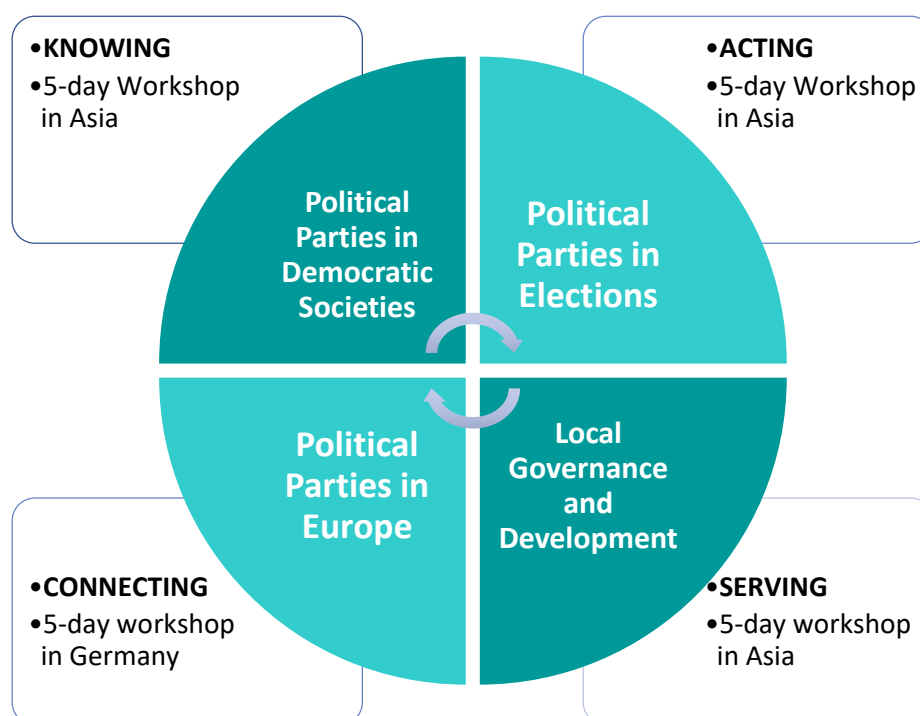 •KNOWING
•5-day Workshop
in Asia
•ACTING
•5-day Workshop
in Asia
Political
Parties in
Democratic
Societies
Political
Parties in
Elections
Political
Parties in
Europe
Local
Governance
and
Development
•CONNECTING
•5-day workshop
in Germany
•SERVING
•5-day workshop
in Asia